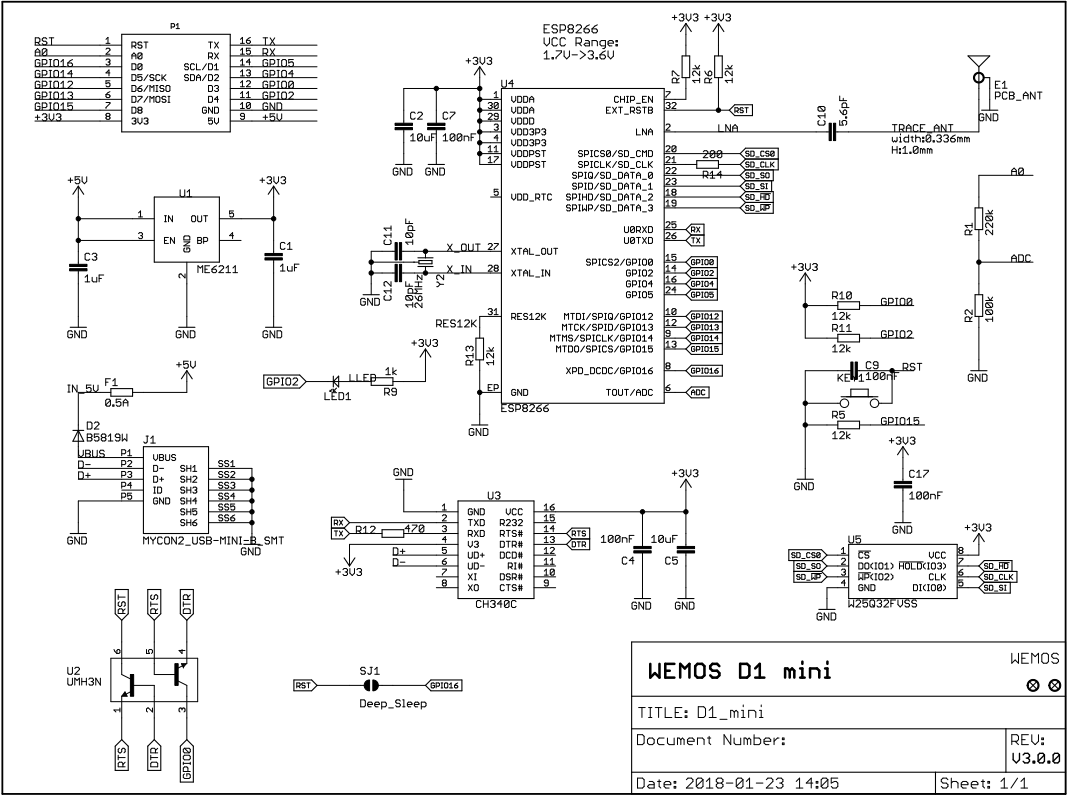 P1
RST 1 RST TX 16 TX
A0 2 A0 RX 15 RX
GPIO16 3 D0 SCL/D1 14 GPIO5
GPIO14 4 D5/SCK SDA/D2 13 GPIO4
GPIO12 5 D6/MISO D3 12 GPIO0
GPIO13 6 D7/MOSI D4 11 GPIO2
GPIO15 7 D8 GND 10 GND
+3V3 8 3V3 5V 9 +5V
ESP8266
VCC Range:
1.7V->3.6V
+3V3 +3V3
R7 12k R6 12k
+3V3
U4
C2 10uF
C7 100nF
GND GND
1 VDDA
30 VDDA
29 VDDD
3 VDD3P3
4 VDD3P3
11 VDDPST
17 VDDPST
5 VDD_RTC
XTAL_OUT 27 X_OUT
XTAL_IN 28 X_IN
C11 10pF
C12 10pF
26MHz Y2
GND
31 RES12K
RES12K
R13 12k
EP GND
GND
ESP8266
CHIP_EN 7
EXT_RSTB 32 RST
LNA 2 LNA
SPICS0/SD_CMD 20 SD_CS0
SPICLK/SD_CLK 21 200 R14 SD_CLK
SPIQ/SD_DATA_0 22 SD_SO
SPID/SD_DATA_1 23 SD_SI
SPIHD/SD_DATA_2 18 SD_HD
SPIWP/SD_DATA_3 19 SD_WP
U0RXD 25 RX
U0TXD 26 TX
SPICS2/GPIO0 15 GPIO0
GPIO2 14 GPIO2
GPIO4 16 GPIO4
GPIO5 24 GPIO5
MTDI/SPIQ/GPIO12 10 GPIO12
MTCK/SPID/GPIO13 12 GPIO13
MTMS/SPICLK/GPIO14 9 GPIO14
MTDO/SPICS/GPIO15 13 GPIO15
XPD_DCDC/GPIO16 8 GPIO16
TOUT/ADC 6 ADC
C10 5.6pF
E1
PCB_ANT
GND
TRACE_ANT
width:0.336mm
H:1.0mm
A0
R1 220k
ADC
R2 100k
GND
+5V +3V3
U1
1 IN OUT 5
3 EN GND BP 4
2
ME6211
C3
1uF
C1
1uF
GND GND GND
+3V3
R10 GPIO0
12k
R11 GPIO2
12k
C9 RST
100nF
KEY1
R5 GPIO15
12k
GND
+3V3
GPIO2 LED1 LLED 1k R9
+5V
IN_5V F1
0.5A
D2
B5819W
J1
VBUS P1 VBUS
D- P2 D- SH1 SS1
D+ P3 D+ SH2 SS2
P4 ID SH3 SS3
P5 GND SH4 SS4
SH5 SS5
SH6 SS6
MYCON2_USB-MINI-B_SMT
GND GND
GND
+3V3
U3
1 GND VCC 16
RX 2 TXD R232 15
TX R12 470 3 RXD RTS# 14 RTS
4 V3 DTR# 13 DTR
D+ 5 UD+ DCD# 12
D- 6 UD- RI# 11
7 XI DSR# 10
8 XO CTS# 9
CH340C
+3V3
100nF C4
10uF C5
GND GND
+3V3
C17
100nF
GND
+3V3
U5
SD_CS0 1 CS VCC 8
SD_SO 2 DO(IO1) HOLD(IO3) 7 SD_HD
SD_WP 3 WP(IO2) CLK 6 SD_CLK
4 GND DI(IO0) 5 SD_SI
W25Q32FVSS
GND
RST RTS DTR
6 5 4
U2
UMH3N
1 2 3
RTS DTR GPIO0
SJ1
RST GPIO16
Deep_Sleep
WEMOS D1 mini
WEMOS
TITLE: D1_mini
Document Number:
REV:
V3.0.0
Date: 2018-01-23 14:05
Sheet: 1/1